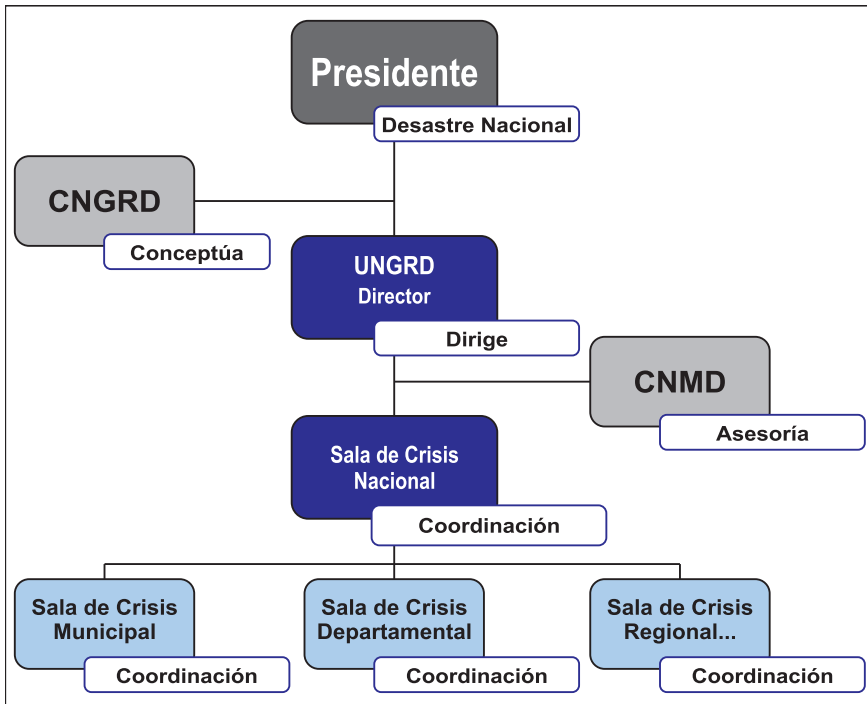 Presidente
Desastre Nacional
CNGRD
Conceptúa
UNGRD
Director
Dirige
CNMD
Asesoría
Sala de Crisis
Nacional
Coordinación
Sala de Crisis
Municipal
Coordinación
Sala de Crisis
Departamental
Coordinación
Sala de Crisis
Regional...
Coordinación